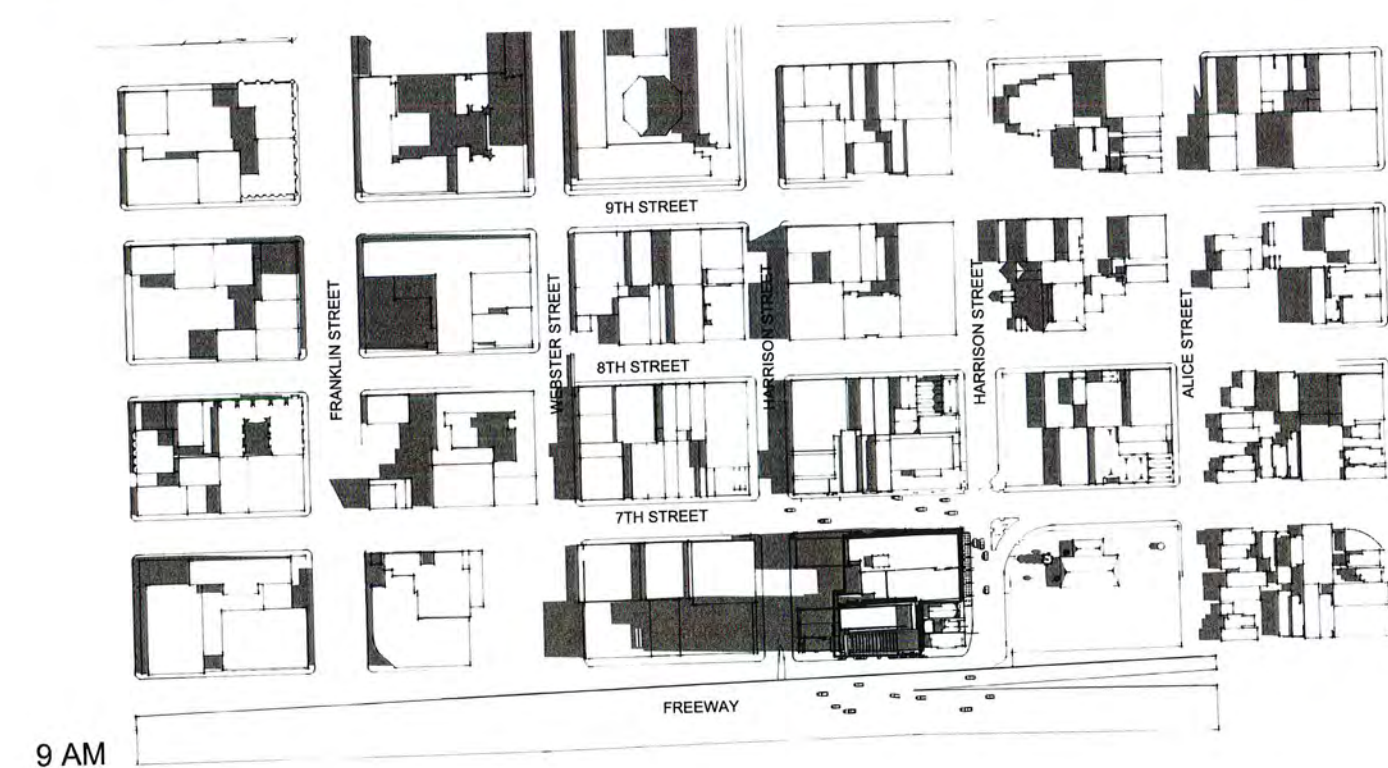 9TH STREET
FRANKLIN STREET
WEBSTER STREET
HARRISON STREET
HARRISON STREET
ALICE STREET
8TH STREET
7TH STREET
FREEWAY
9 AM